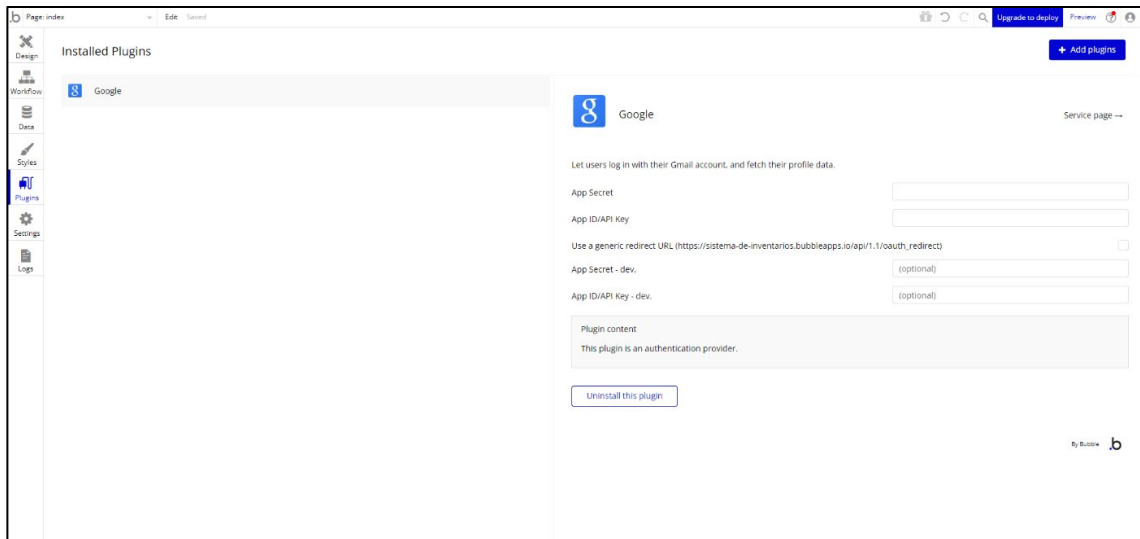 Page: index Edit Saved Upgrade to deploy Preview
Design
Workflow
Data
Styles
Plugins
Settings
Logs
Installed Plugins
+ Add plugins
Google
Google
Service page →
Let users log in with their Gmail account, and fetch their profile data.
App Secret
App ID/API Key
Use a generic redirect URL (https://sistema-de-inventarios.bubbleapps.io/api/1.1/oauth_redirect)
App Secret - dev. (optional)
App ID/API Key - dev. (optional)
Plugin content
This plugin is an authentication provider.
Uninstall this plugin
By Bubble .b